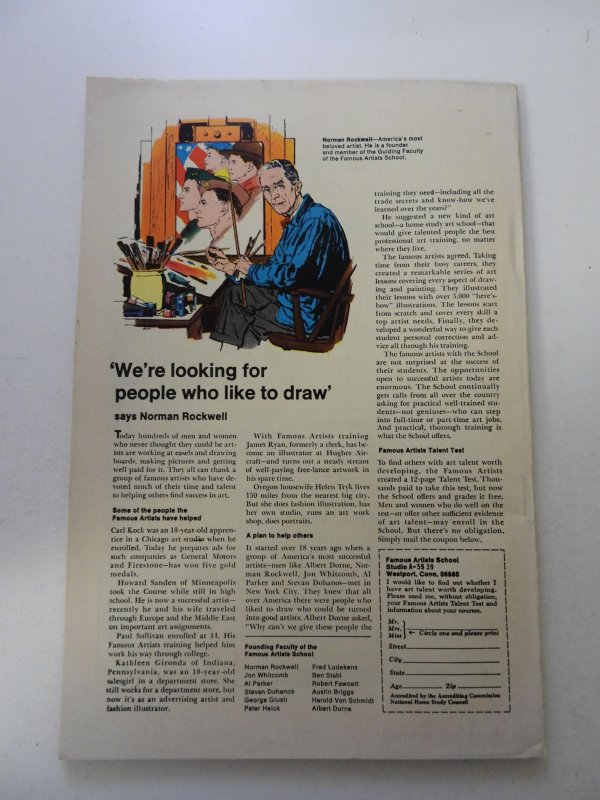 Norman Rockwell—America's most
beloved artist. He is a founder
and member of the Guiding Faculty
of the Famous Artists School.
'We're looking for
people who like to draw'
says Norman Rockwell
Today hundreds of men and women
who never thought they could be art-
ists are working at easels and drawing
boards, making pictures and getting
well paid for it. They all can thank a
group of famous artists who have de-
voted much of their time and talent
to helping others find success in art.
Some of the people the
Famous Artists have helped
Carl Kock was an 18-year-old appren-
tice in a Chicago art studio when he
enrolled. Today he prepares ads for
such companies as General Motors
and Firestone—has won five gold
medals.
Howard Sanden of Minneapolis
took the Course while still in high
school. He is now a successful artist—
recently he and his wife traveled
through Europe and the Middle East
on important art assignments.
Paul Sullivan enrolled at 14. His
Famous Artists training helped him
work his way through college.
Kathleen Gironda of Indiana,
Pennsylvania, was an 18-year-old
salesgirl in a department store. She
still works for a department store, but
now it's as an advertising artist and
fashion illustrator.
With Famous Artists training
James Ryan, formerly a clerk, has be-
come an illustrator at Hughes Air-
craft—and turns out a steady stream
of well-paying free-lance artwork in
his spare time.
Oregon housewife Helen Tryk lives
150 miles from the nearest big city.
But she does fashion illustration, has
her own studio, runs an art work
shop, does portraits.
A plan to help others
It started over 18 years ago when a
group of America's most successful
artists—men like Albert Dorne, Nor-
man Rockwell, Jon Whitcomb, Al
Parker and Stevan Dohanos—met in
New York City. They knew that all
over America there were people who
liked to draw who could be turned
into good artists. Albert Dorne asked,
"Why can't we give these people the
Founding Faculty of the
Famous Artists School
Norman Rockwell
Jon Whitcomb
Al Parker
Stevan Dohanos
George Giusti
Peter Helck
Fred Ludekens
Ben Stahl
Robert Fawcett
Austin Briggs
Harold Von Schmidt
Albert Dorne
training they need—including all the
trade secrets and know-how we've
learned over the years?"
He suggested a new kind of art
school—a home study art school—that
would give talented people the best
professional art training, no matter
where they live.
The famous artists agreed. Taking
time from their busy careers, they
created a remarkable series of art
lessons covering every aspect of draw-
ing and painting. They illustrated
their lessons with over 5,000 "here's-
how" illustrations. The lessons start
from scratch and cover every skill a
top artist needs. Finally, they de-
veloped a wonderful way to give each
student personal correction and ad-
vice all through his training.
The famous artists with the School
are not surprised at the success of
their students. The opportunities
open to successful artists today are
enormous. The School continually
gets calls from all over the country
asking for practical well-trained stu-
dents—not geniuses—who can step
into full-time or part-time art jobs.
And practical, thorough training is
what the School offers.
Famous Artists Talent Test
To find others with art talent worth
developing, the Famous Artists
created a 12-page Talent Test. Thou-
sands paid to take this test, but now
the School offers and grades it free.
Men and women who do well on the
test—or offer other sufficient evidence
of art talent—may enroll in the
School. But there's no obligation.
Simply mail the coupon below.
Famous Artists School
Studio A-5939
Westport, Conn. 06880
I would like to find out whether I
have art talent worth developing.
Please send me, without obligation,
your Famous Artists Talent Test and
information about your courses.
Mr.
Mrs.
Miss
← Circle one and please print
Street
City
State
Age Zip
Accredited by the Accrediting Commission
National Home Study Council